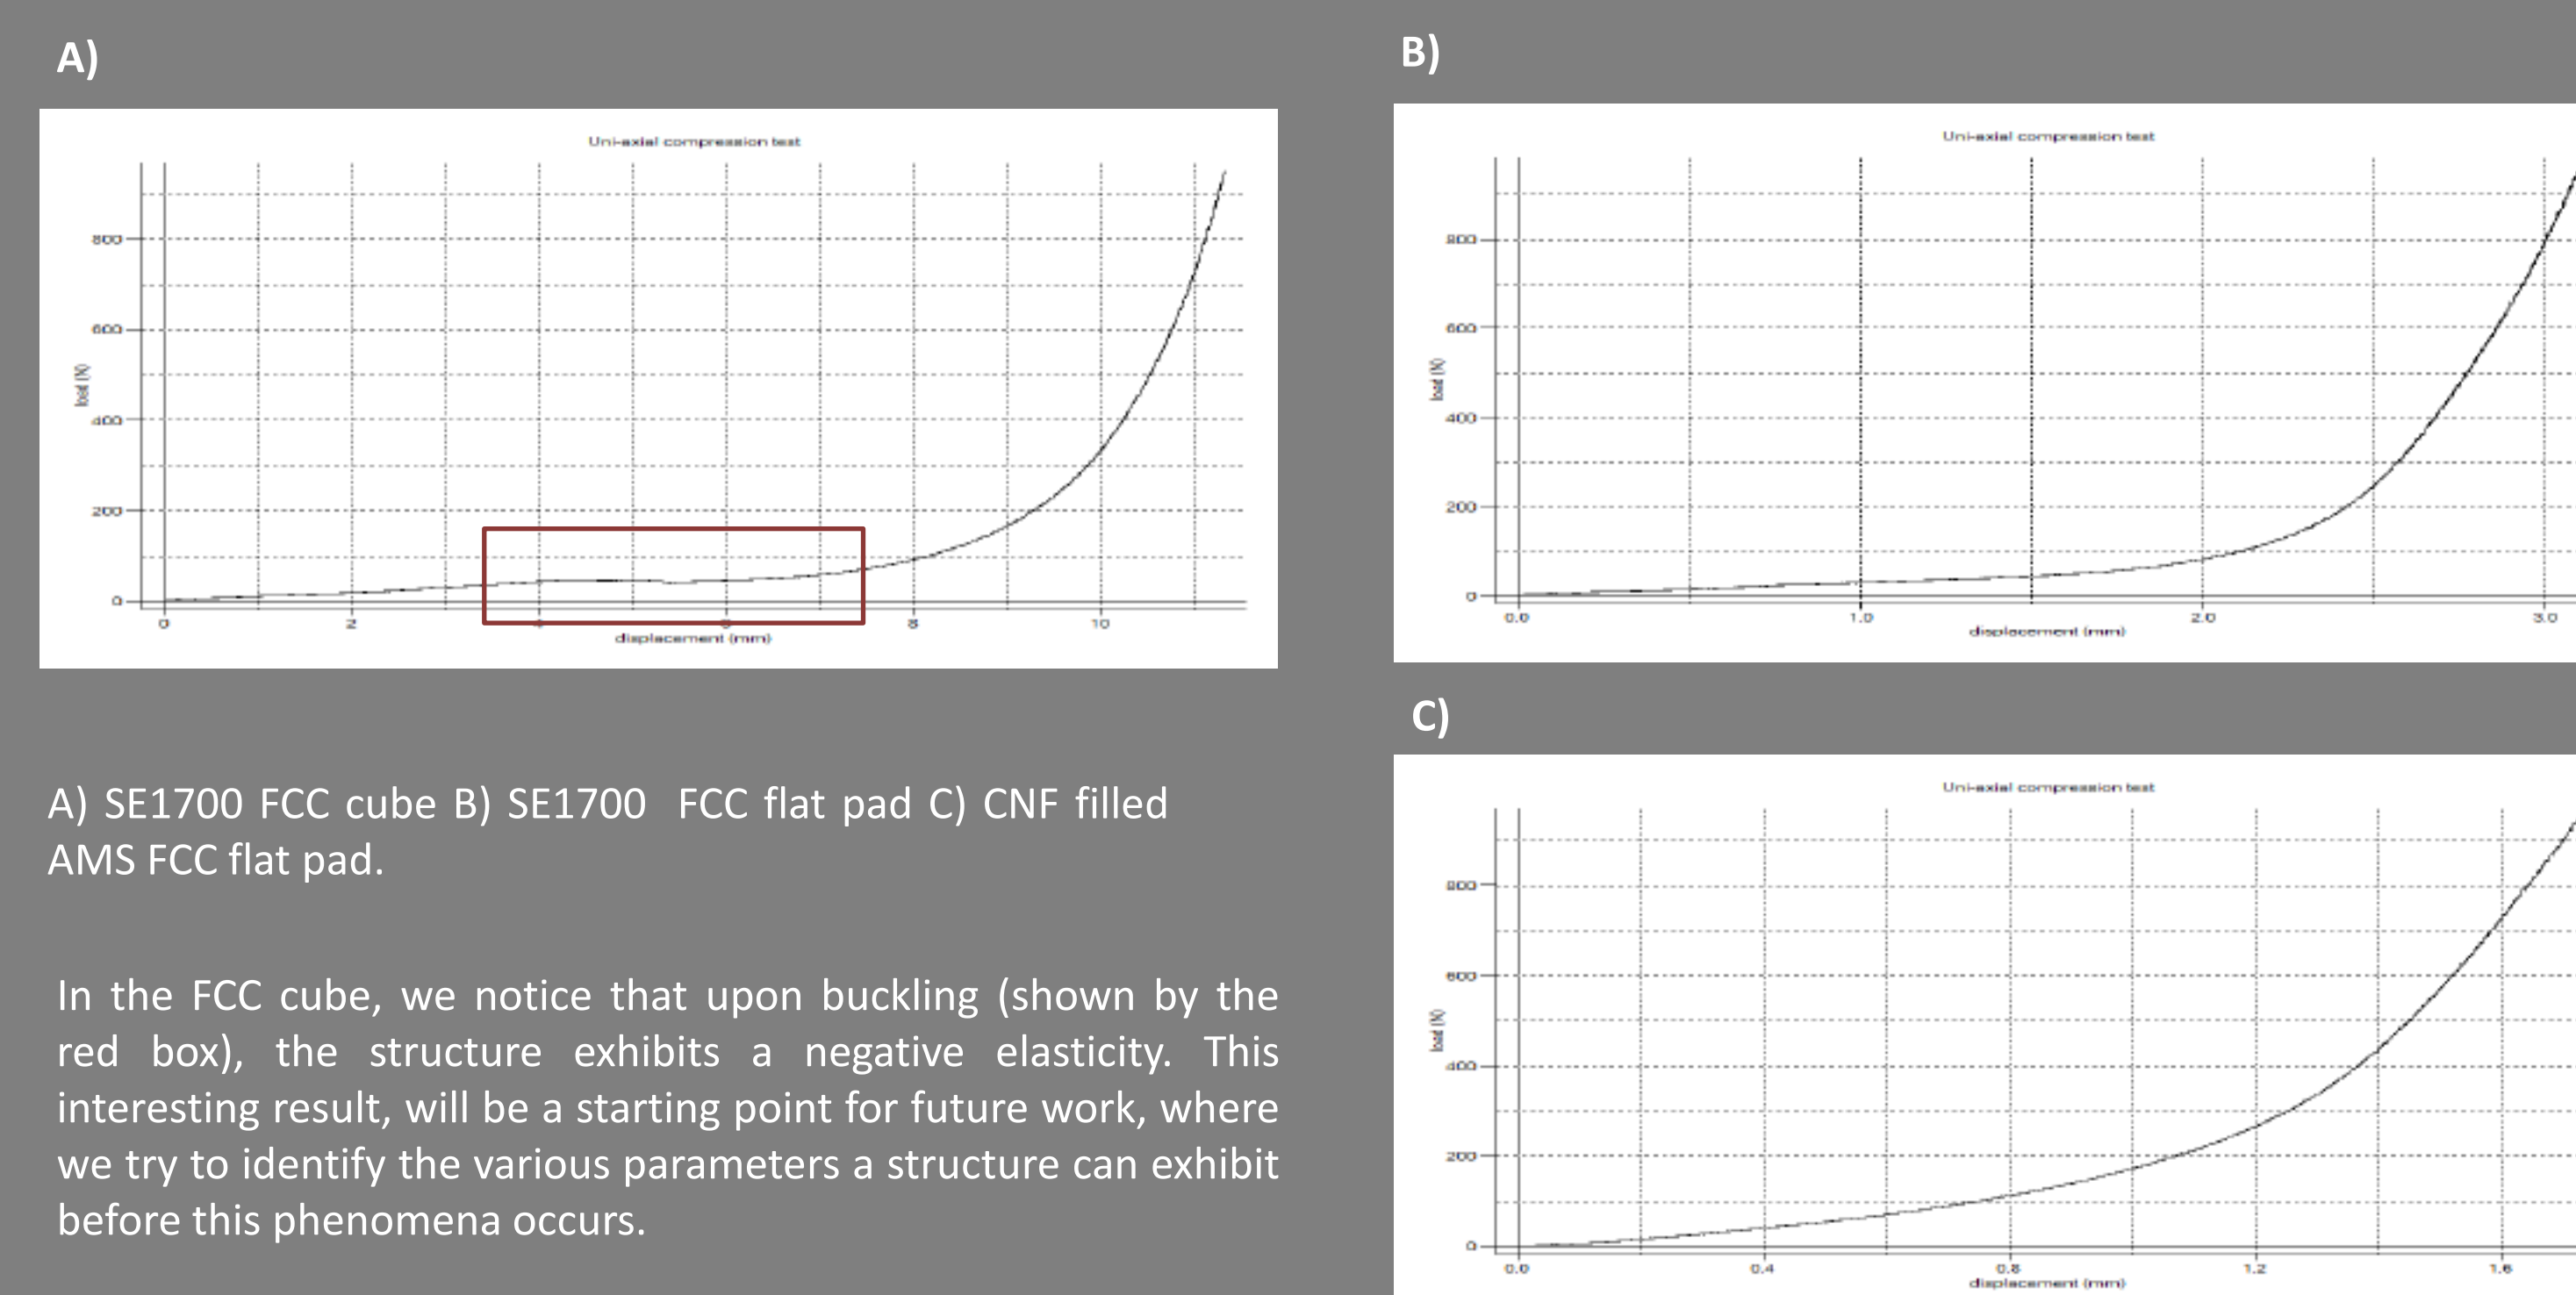 A)
Uni-axial compression test
800
600
400
200
0
load (N)
0 2 4 6 8 10
displacement (mm)
B)
Uni-axial compression test
800
600
400
200
0
load (N)
0.0 1.0 2.0 3.0
displacement (mm)
C)
Uni-axial compression test
800
600
400
200
0
load (N)
0.0 0.4 0.8 1.2 1.6
displacement (mm)
A) SE1700 FCC cube B) SE1700 FCC flat pad C) CNF filled
AMS FCC flat pad.
In the FCC cube, we notice that upon buckling (shown by the
red box), the structure exhibits a negative elasticity. This
interesting result, will be a starting point for future work, where
we try to identify the various parameters a structure can exhibit
before this phenomena occurs.